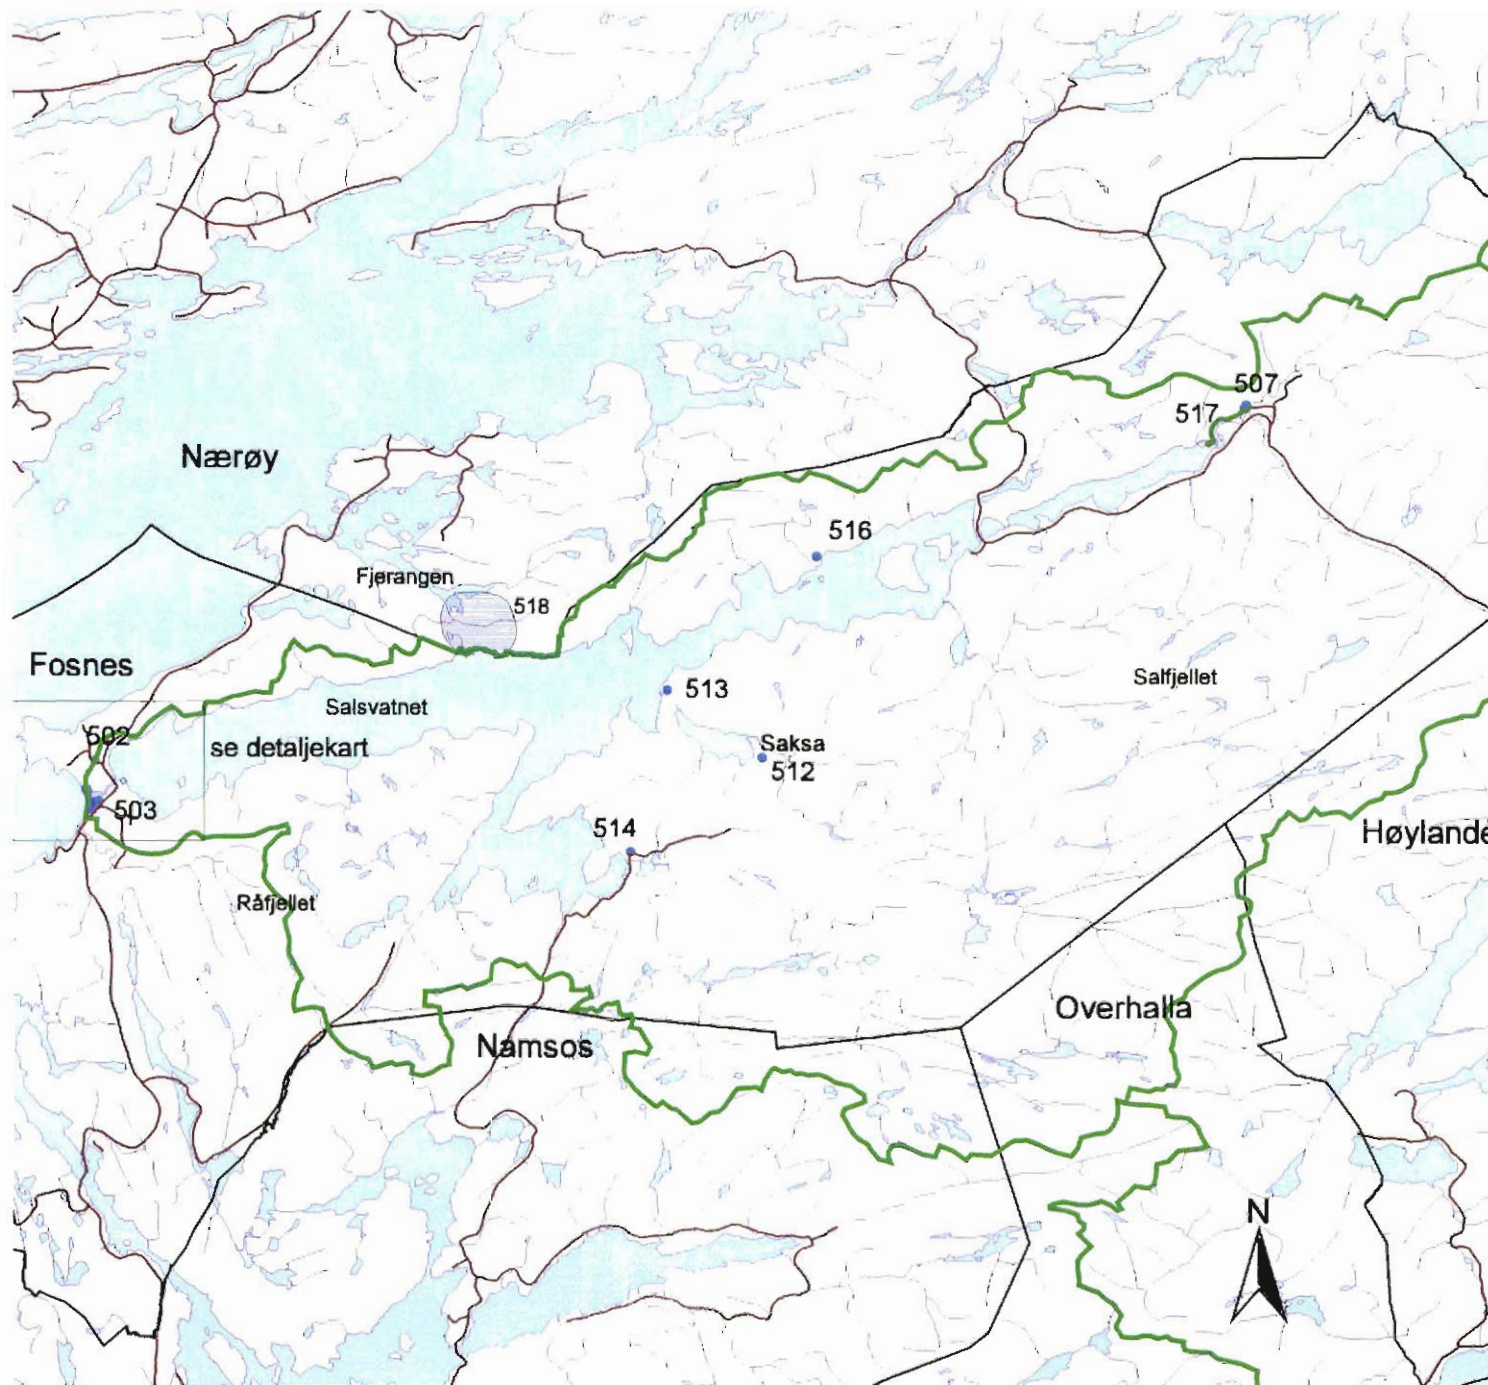 507
517
Nærøy
516
Fjørangen
518
Fosnes
Salfjellet
513
Salsvatnet
502
se detaljekart
Saksa
512
503
514
Høylande
Råfjellet
Overhalla
Namsos
N